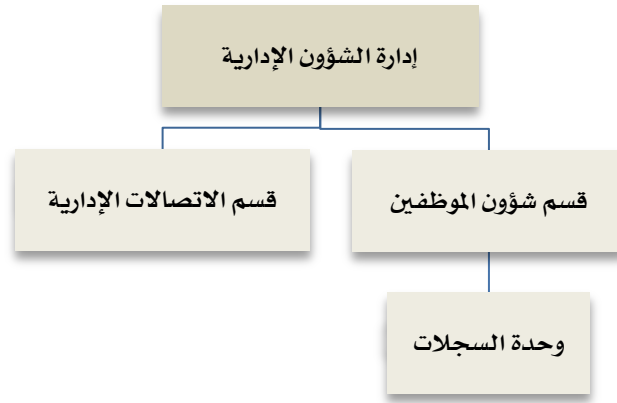 إدارة الشؤون الإدارية
قسم شؤون الموظفين
قسم الاتصالات الإدارية
وحدة السجلات